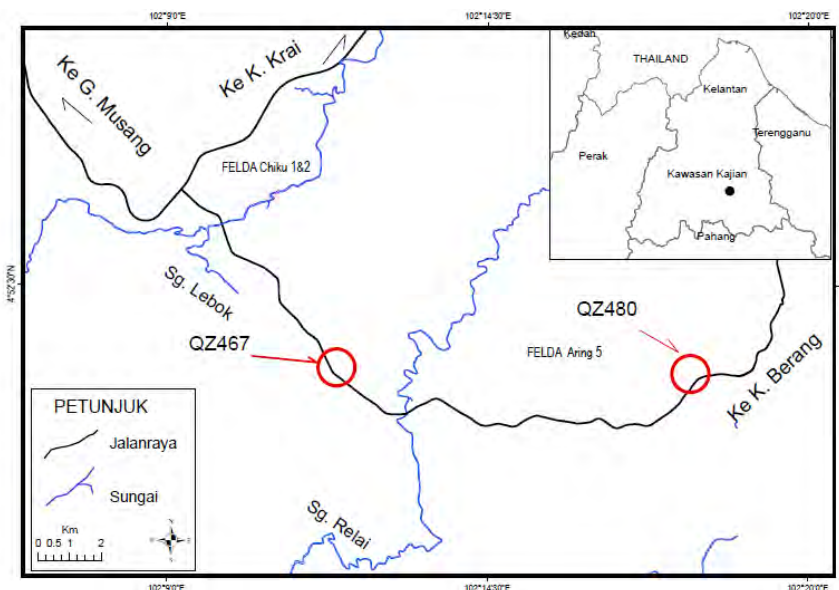 102°9'0"E
102°14'30"E
102°20'0"E
Ke G. Musang
Ke K. Krai
FELDA Chiku 1&2
Kedah
THAILAND
Kelantan
Terengganu
Perak
Kawasan Kajian
Pahang
4°52'30"N
Sg. Lebok
QZ467
QZ480
FELDA Aring 5
Ke K. Berang
PETUNJUK
Jalanraya
Sungai
Km
0 0.5 1 2
N
Sg. Relai
102°9'0"E
102°14'30"E
102°20'0"E